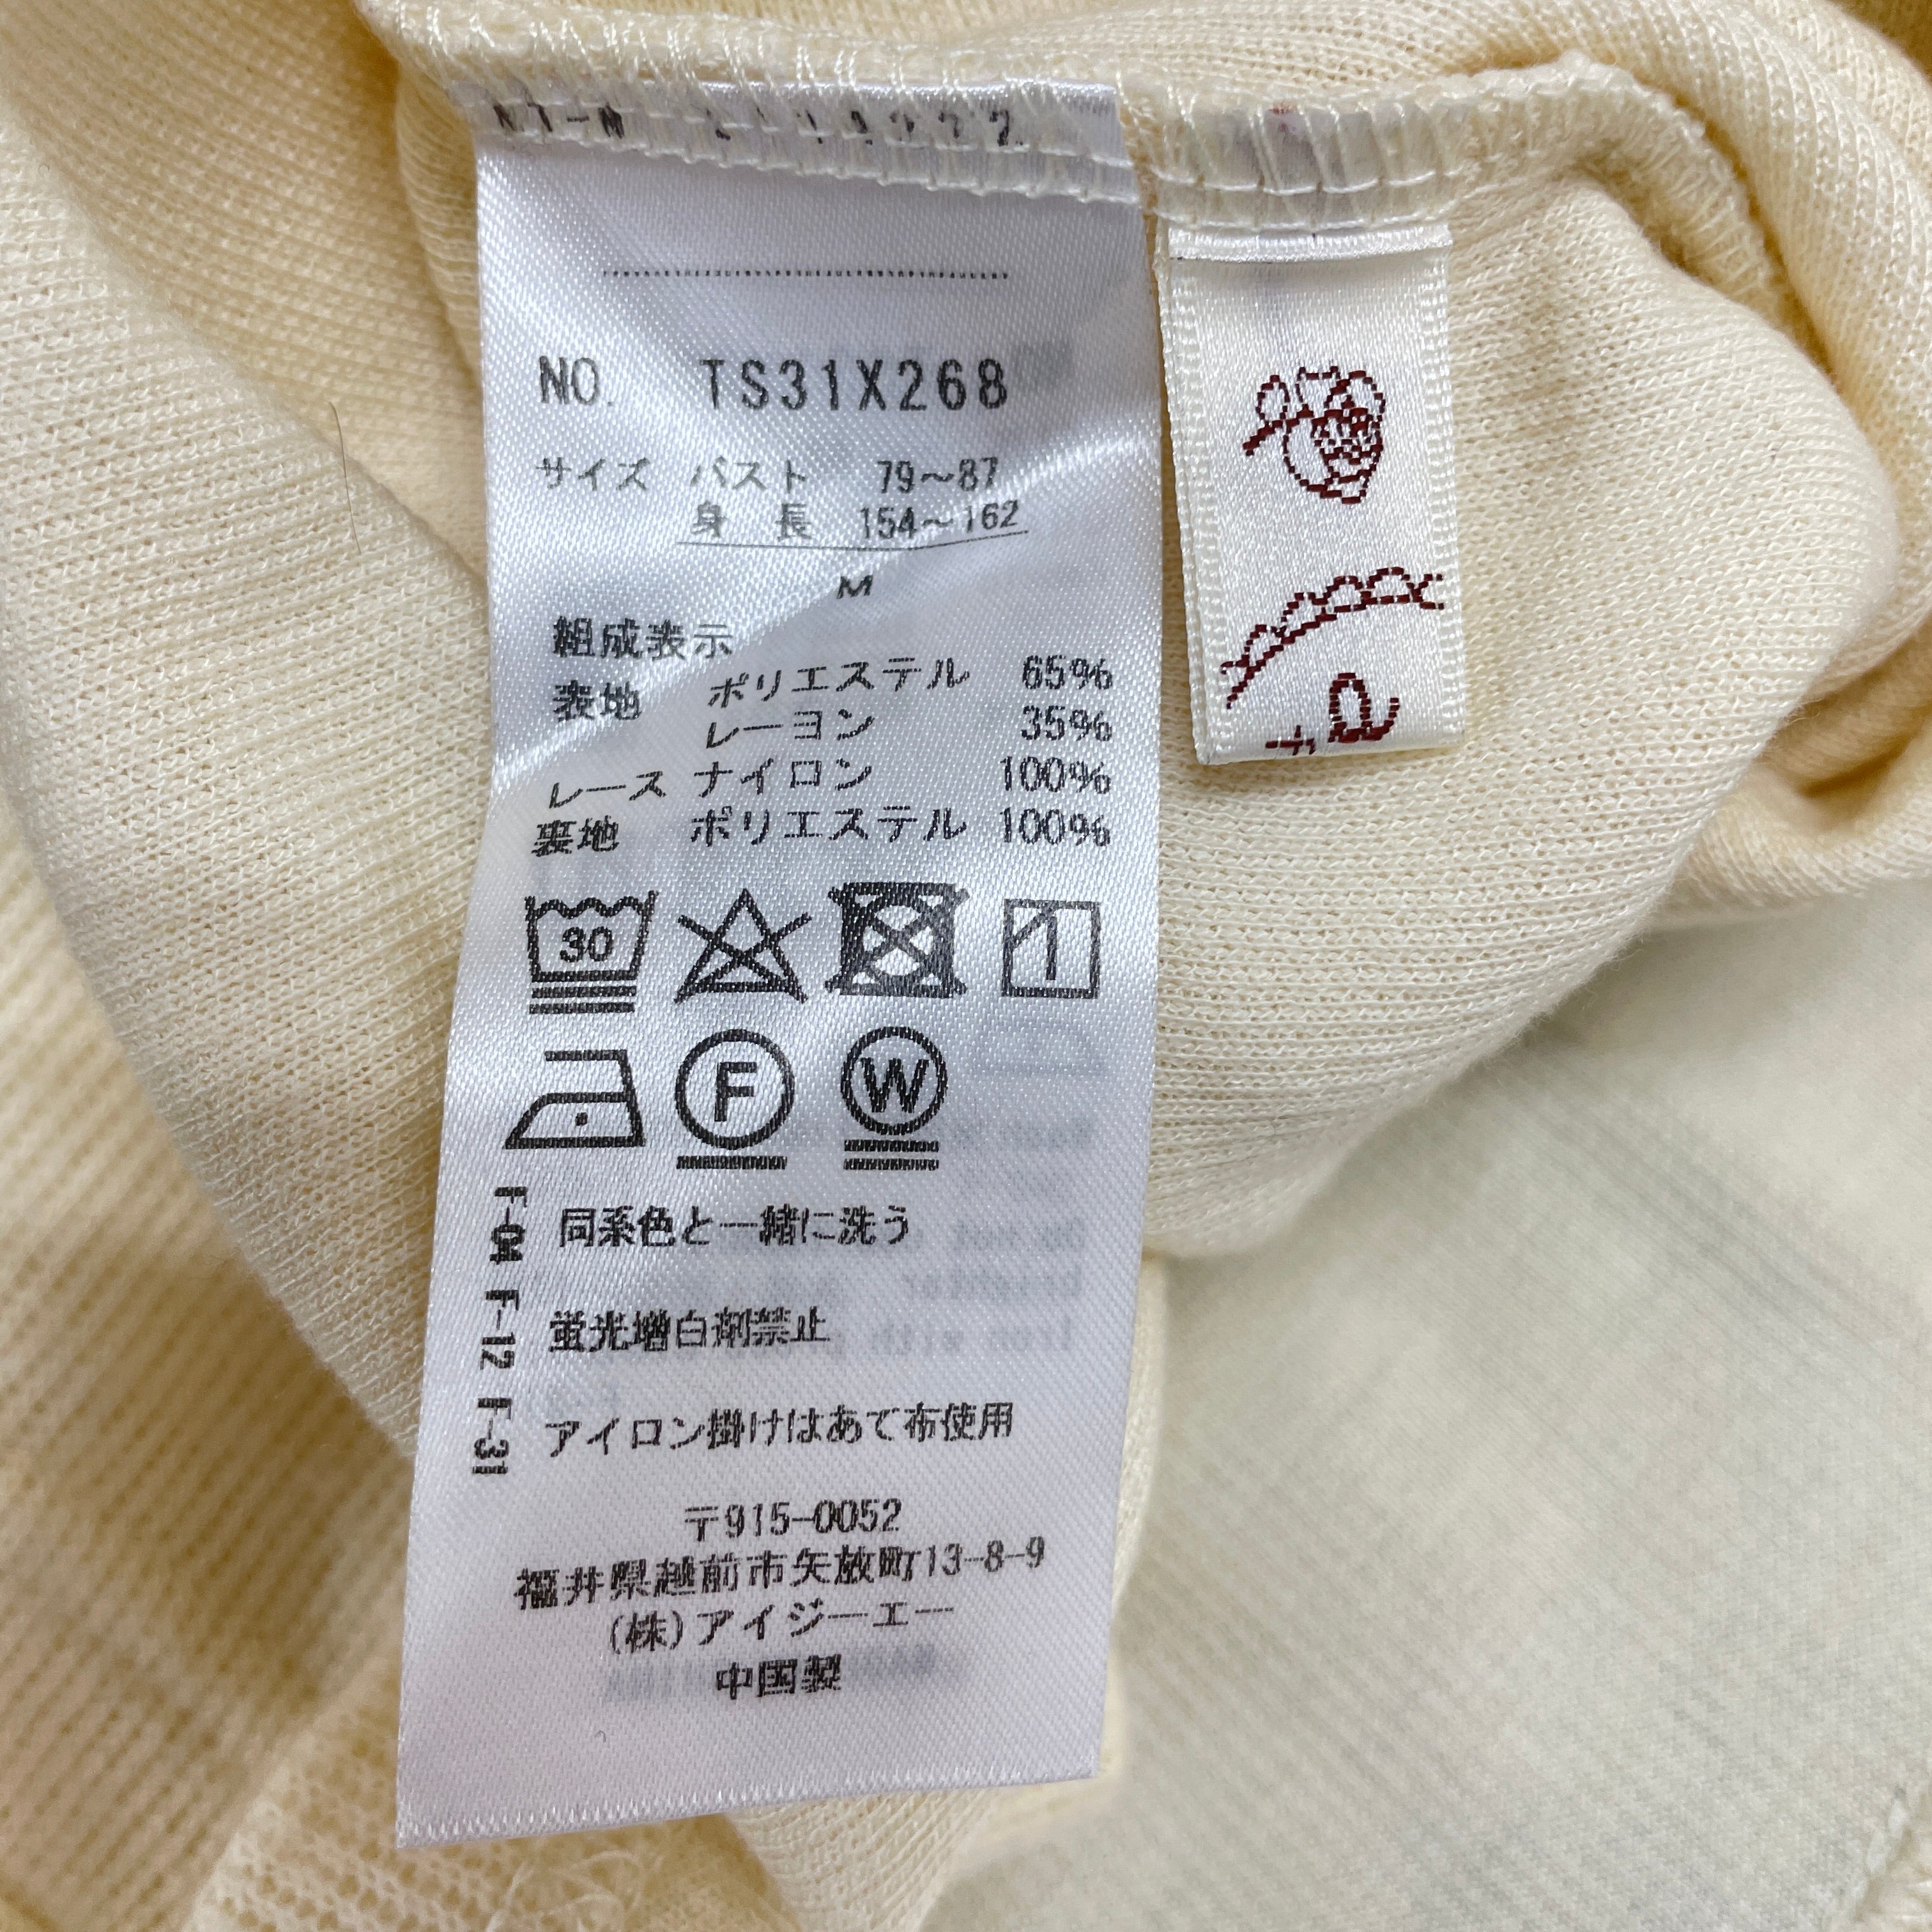 NO. TS31X268
サイズ バスト 79〜87
身 長 154〜162
M
組成表示
表地 ポリエステル 65%
レーヨン 35%
レース ナイロン 100%
裏地 ポリエステル 100%
30
F W
F-04 F-12 F-31
同系色と一緒に洗う
蛍光増白剤禁止
アイロン掛けはあて布使用
〒915-0052
福井県越前市矢放町13-8-9
(株)アイジーエー
中国製